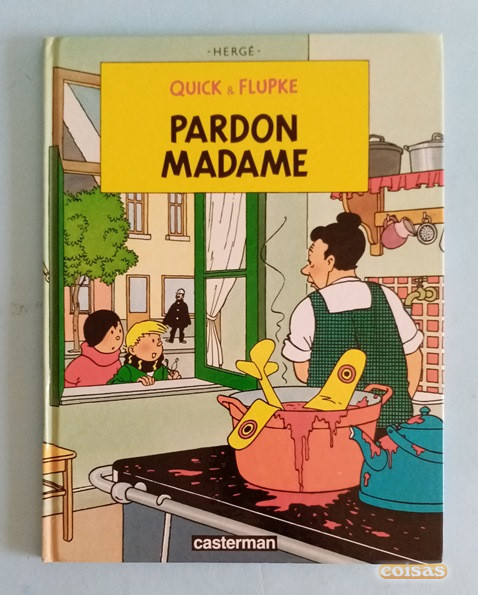 -HERGÉ-
QUICK & FLUPKE
PARDON
MADAME
casterman
coisas